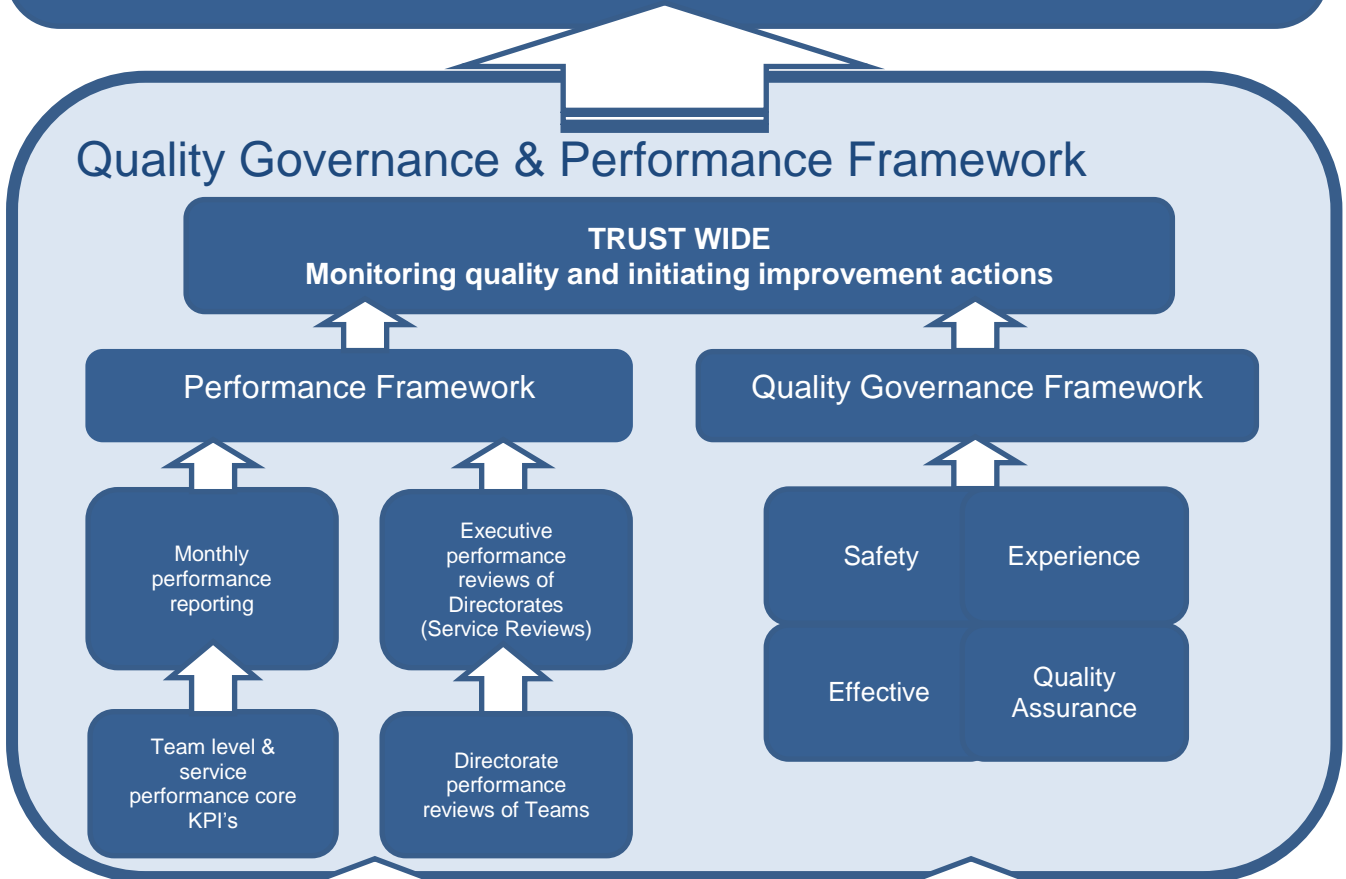 Quality Governance & Performance Framework
TRUST WIDE
Monitoring quality and initiating improvement actions
Performance Framework
Quality Governance Framework
Monthly
performance
reporting
Executive
performance
reviews of
Directorates
(Service Reviews)
Safety
Experience
Effective
Quality
Assurance
Team level &
service
performance core
KPI's
Directorate
performance
reviews of Teams